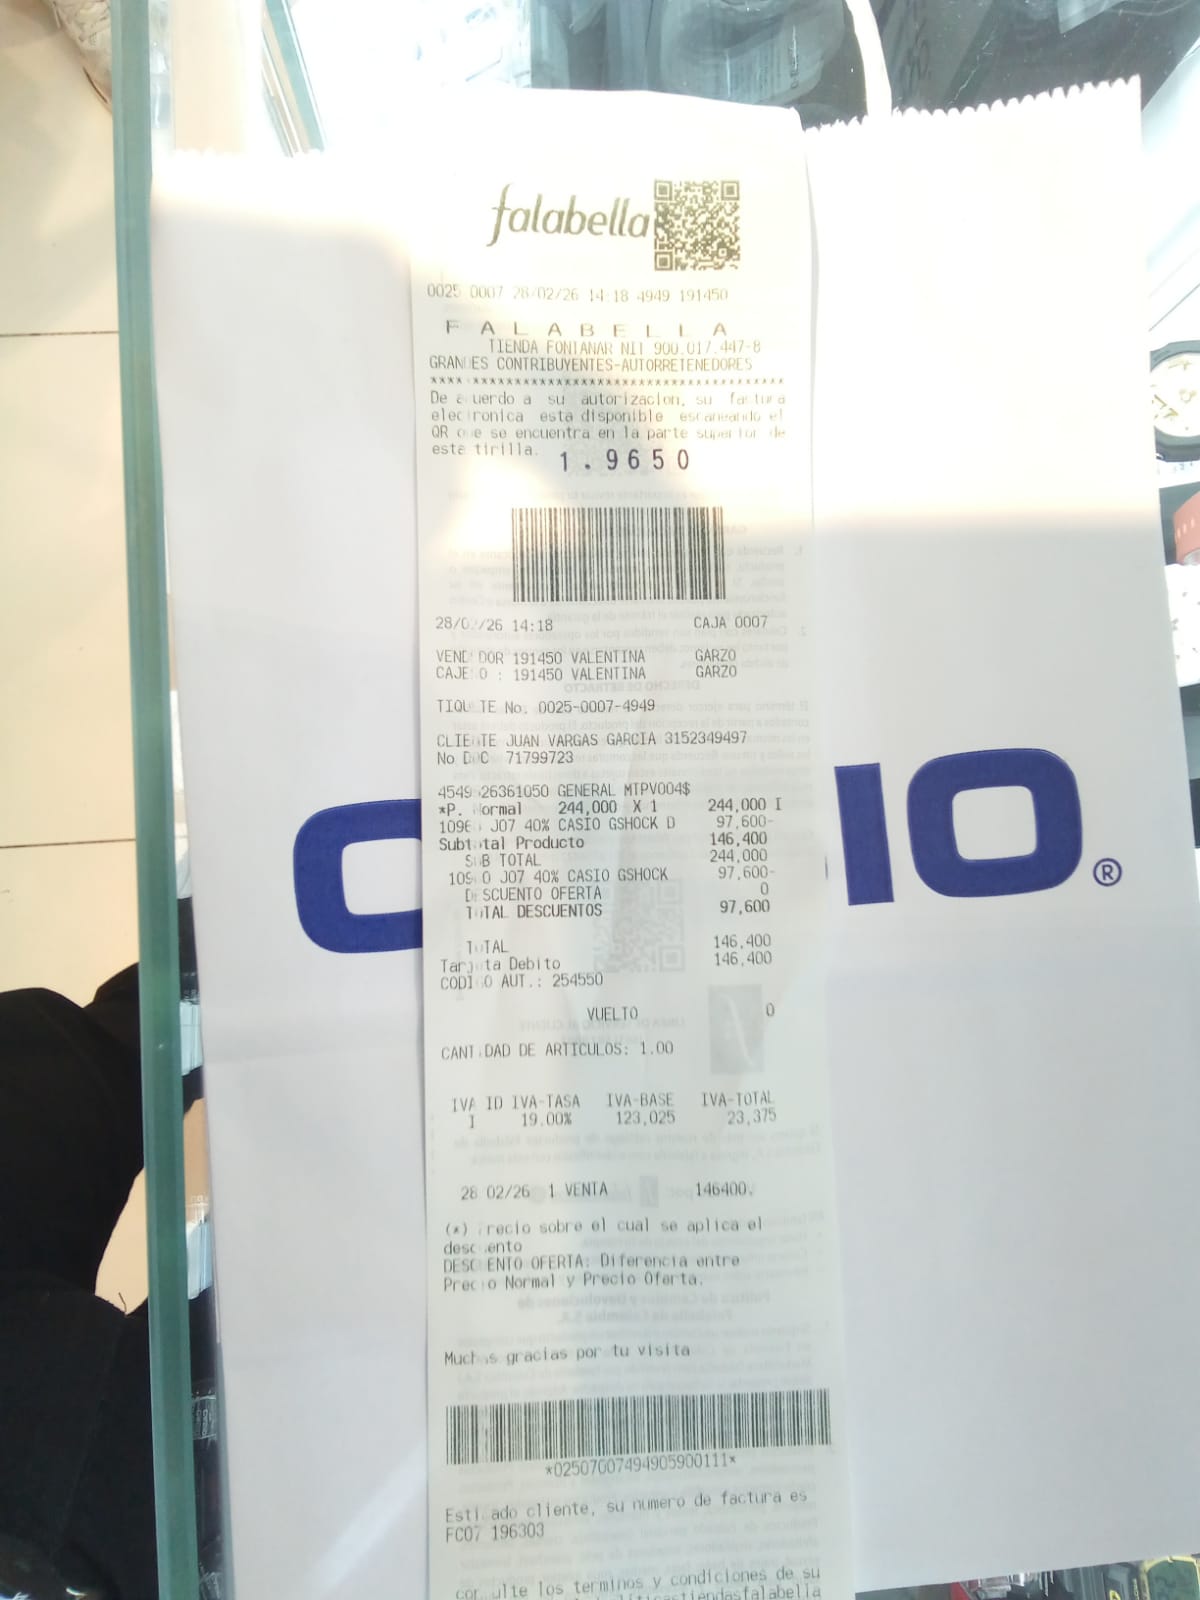 falabella
0025 0007 28/02/26 14:18 4949 191450
F A L A B E L L A
TIENDA FONTANAR NIT 900.017.447-8
GRANDES CONTRIBUYENTES-AUTORRETENEDORES
De acuerdo a su autorizacion, su factura
electronica esta disponible escaneando el
QR que se encuentra en la parte superior de
este tirilla.
1.9650
28/02/26 14:18 CAJA 0007
VENDEDOR 191450 VALENTINA GARZO
CAJERO : 191450 VALENTINA GARZO
TIQUETE No. 0025-0007-4949
CLIENTE JUAN VARGAS GARCIA 3152349497
No DOC 71799723
4549 26361050 GENERAL MTPV004$
*P. Normal 244,000 X 1 244,000 I
J07 40% CASIO GSHOCK D 97,600-
Subtotal Producto 146,400
SUB TOTAL 244,000
J07 40% CASIO GSHOCK 97,600-
DESCUENTO OFERTA 0
TOTAL DESCUENTOS 97,600
TOTAL 146,400
Tarjeta Debito 146,400
CODIGO AUT.: 254550
VUELTO 0
CANTIDAD DE ARTICULOS: 1.00
IVA ID IVA-TASA IVA-BASE IVA-TOTAL
I 19.00% 123,025 23,375
28 02/26 1 VENTA 146400.
(*) Precio sobre el cual se aplica el
descuento
DESCUENTO OFERTA: Diferencia entre
Precio Normal y Precio Oferta.
Muchas gracias por tu visita
*02507007494905900111*
Estimado cliente, su numero de factura es
FC07 196303
consulte los terminos y condiciones de su
IO®